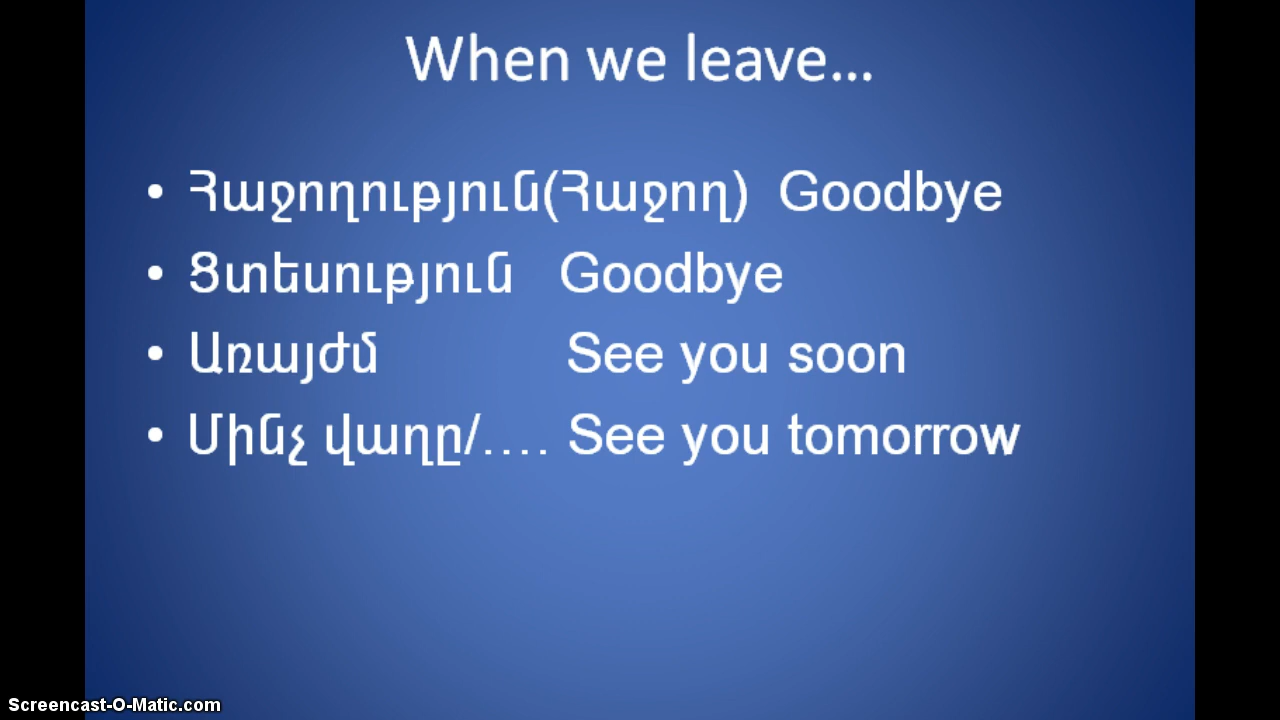 When we leave...
• Հաջողություն(Հաջող) Goodbye
• Ցտեսություն Goodbye
• Առայժմ See you soon
• Մինչ վաղը/.... See you tomorrow
Screencast-O-Matic.com